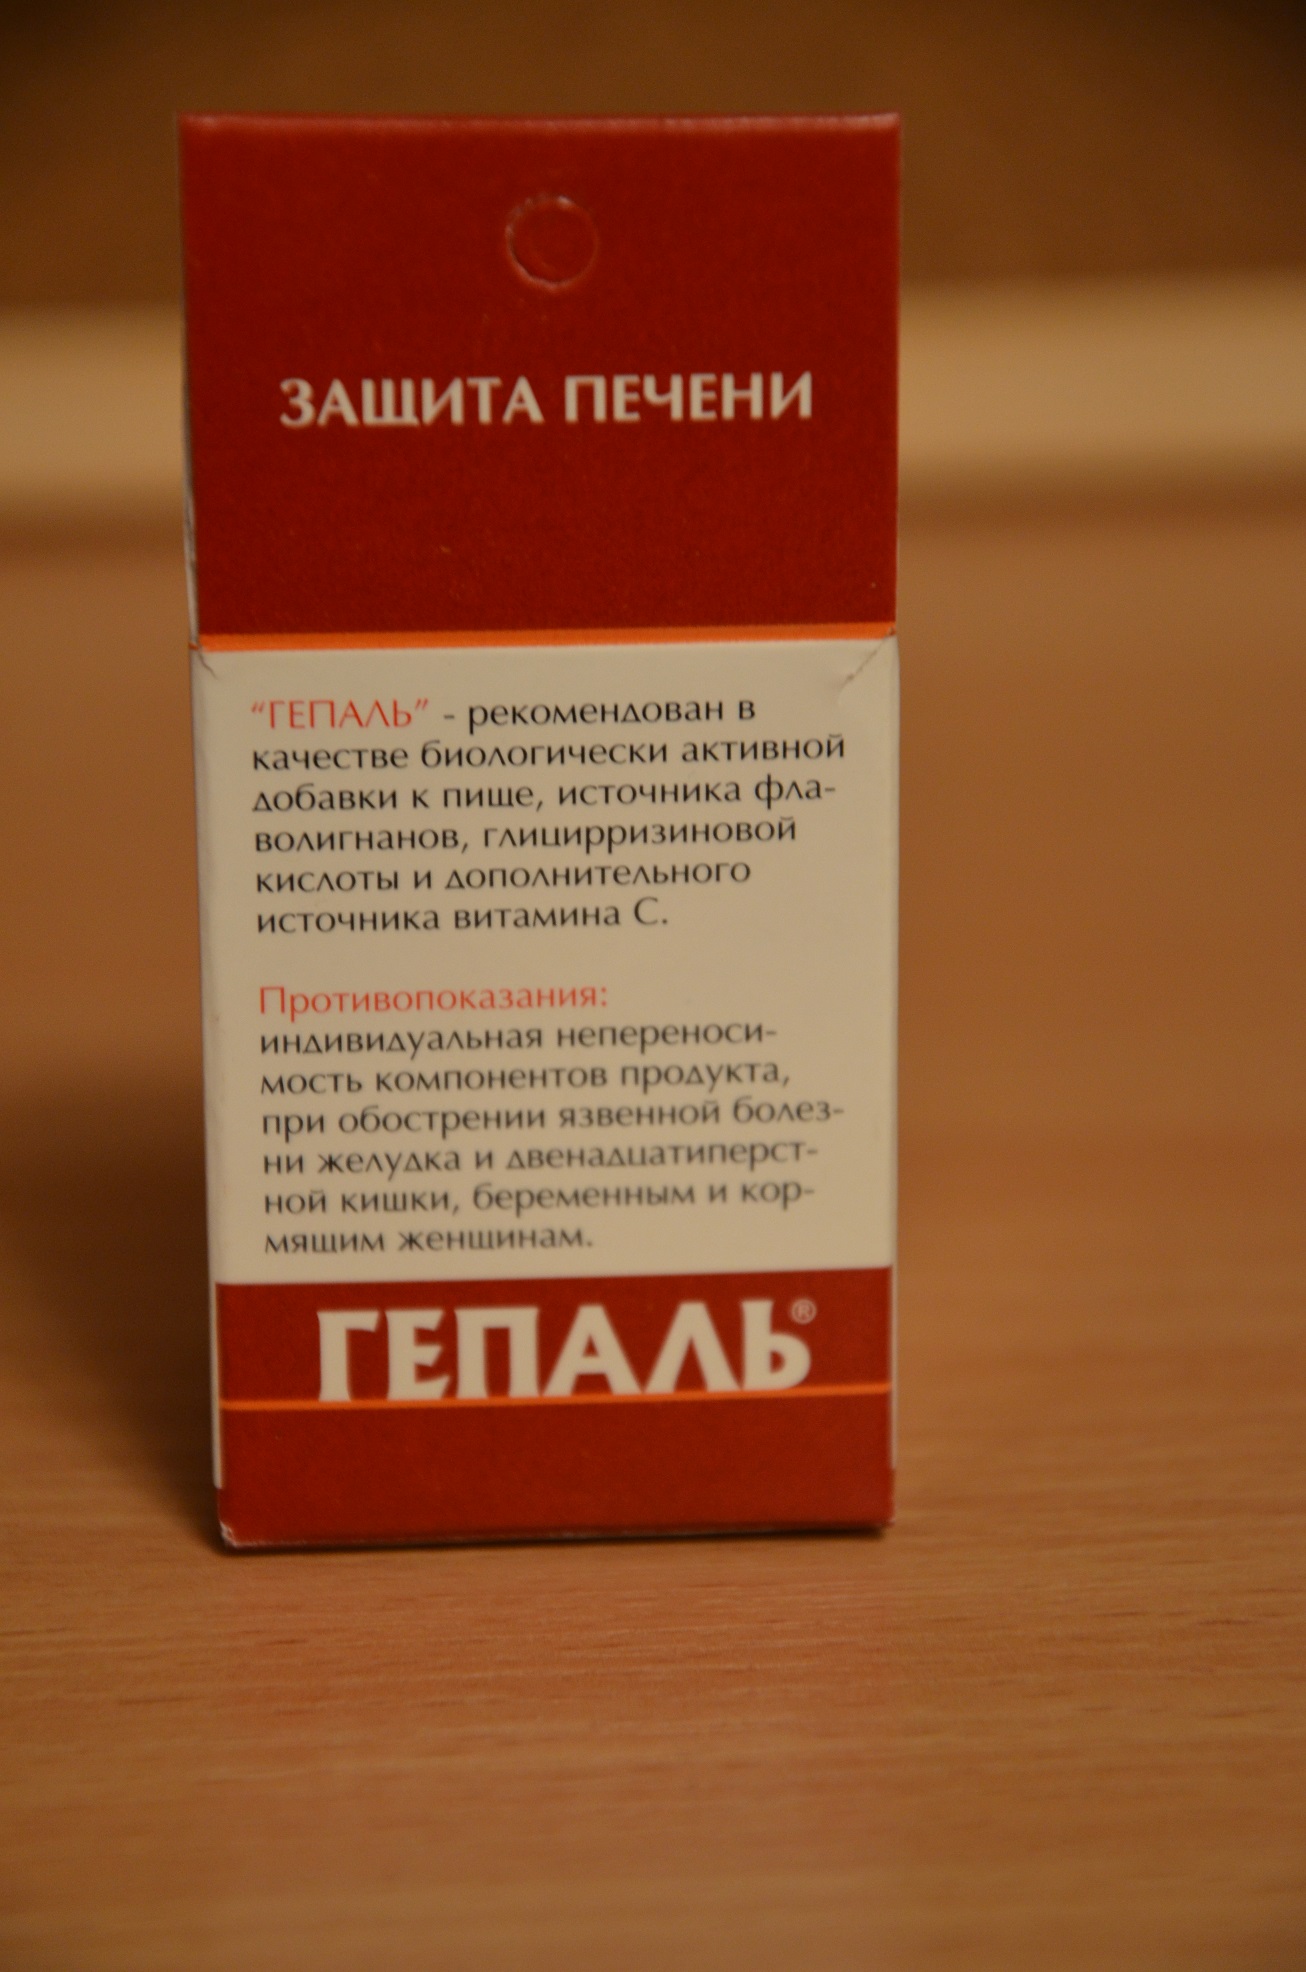 ЗАЩИТА ПЕЧЕНИ
“ГЕПАЛЬ” - рекомендован в
качестве биологически активной
добавки к пище, источника фла-
волигнанов, глицирризиновой
кислоты и дополнительного
источника витамина С.
Противопоказания:
индивидуальная непереноси-
мость компонентов продукта,
при обострении язвенной болез-
ни желудка и двенадцатиперст-
ной кишки, беременным и кор-
мящим женщинам.
ГЕПАЛЬ®